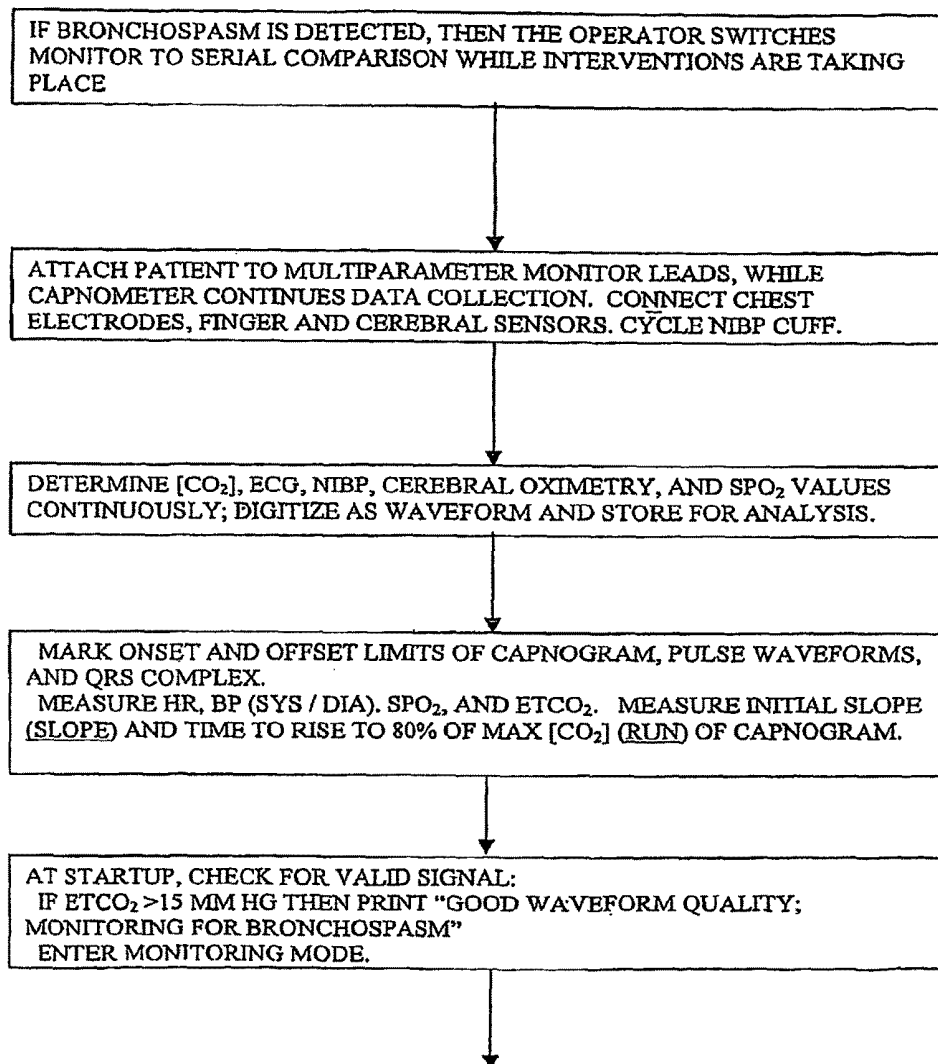 IF BRONCHOSPASM IS DETECTED, THEN THE OPERATOR SWITCHES
MONITOR TO SERIAL COMPARISON WHILE INTERVENTIONS ARE TAKING
PLACE
ATTACH PATIENT TO MULTIPARAMETER MONITOR LEADS, WHILE
CAPNOMETER CONTINUES DATA COLLECTION. CONNECT CHEST
ELECTRODES, FINGER AND CEREBRAL SENSORS. CYCLE NIBP CUFF.
DETERMINE [CO₂], ECG, NIBP, CEREBRAL OXIMETRY, AND SPO₂ VALUES
CONTINUOUSLY; DIGITIZE AS WAVEFORM AND STORE FOR ANALYSIS.
MARK ONSET AND OFFSET LIMITS OF CAPNOGRAM, PULSE WAVEFORMS,
AND QRS COMPLEX.
MEASURE HR, BP (SYS / DIA). SPO₂, AND ETCO₂. MEASURE INITIAL SLOPE
(SLOPE) AND TIME TO RISE TO 80% OF MAX [CO₂] (RUN) OF CAPNOGRAM.
AT STARTUP, CHECK FOR VALID SIGNAL:
IF ETCO₂ >15 MM HG THEN PRINT “GOOD WAVEFORM QUALITY;
MONITORING FOR BRONCHOSPASM”
ENTER MONITORING MODE.